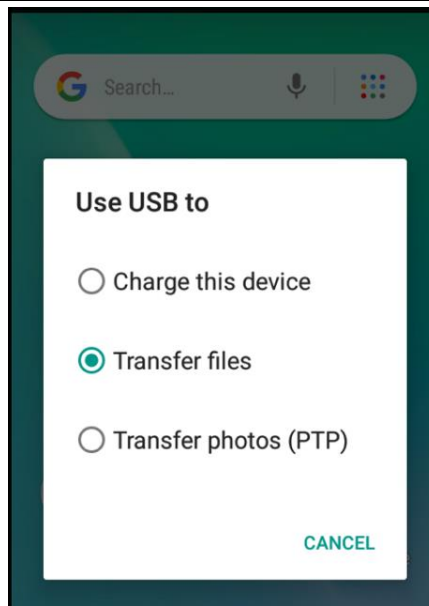 Search...
Use USB to
Charge this device
Transfer files
Transfer photos (PTP)
CANCEL